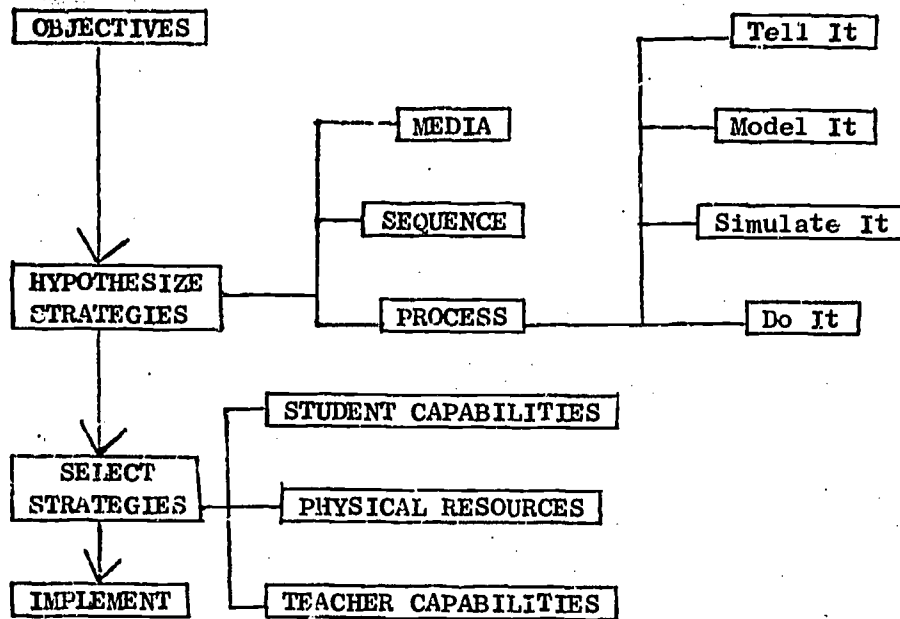 OBJECTIVES
Tell It
MEDIA
Model It
SEQUENCE
Simulate It
HYPOTHESIZE
STRATEGIES
PROCESS
Do It
STUDENT CAPABILITIES
SELECT
STRATEGIES
PHYSICAL RESOURCES
IMPLEMENT
TEACHER CAPABILITIES